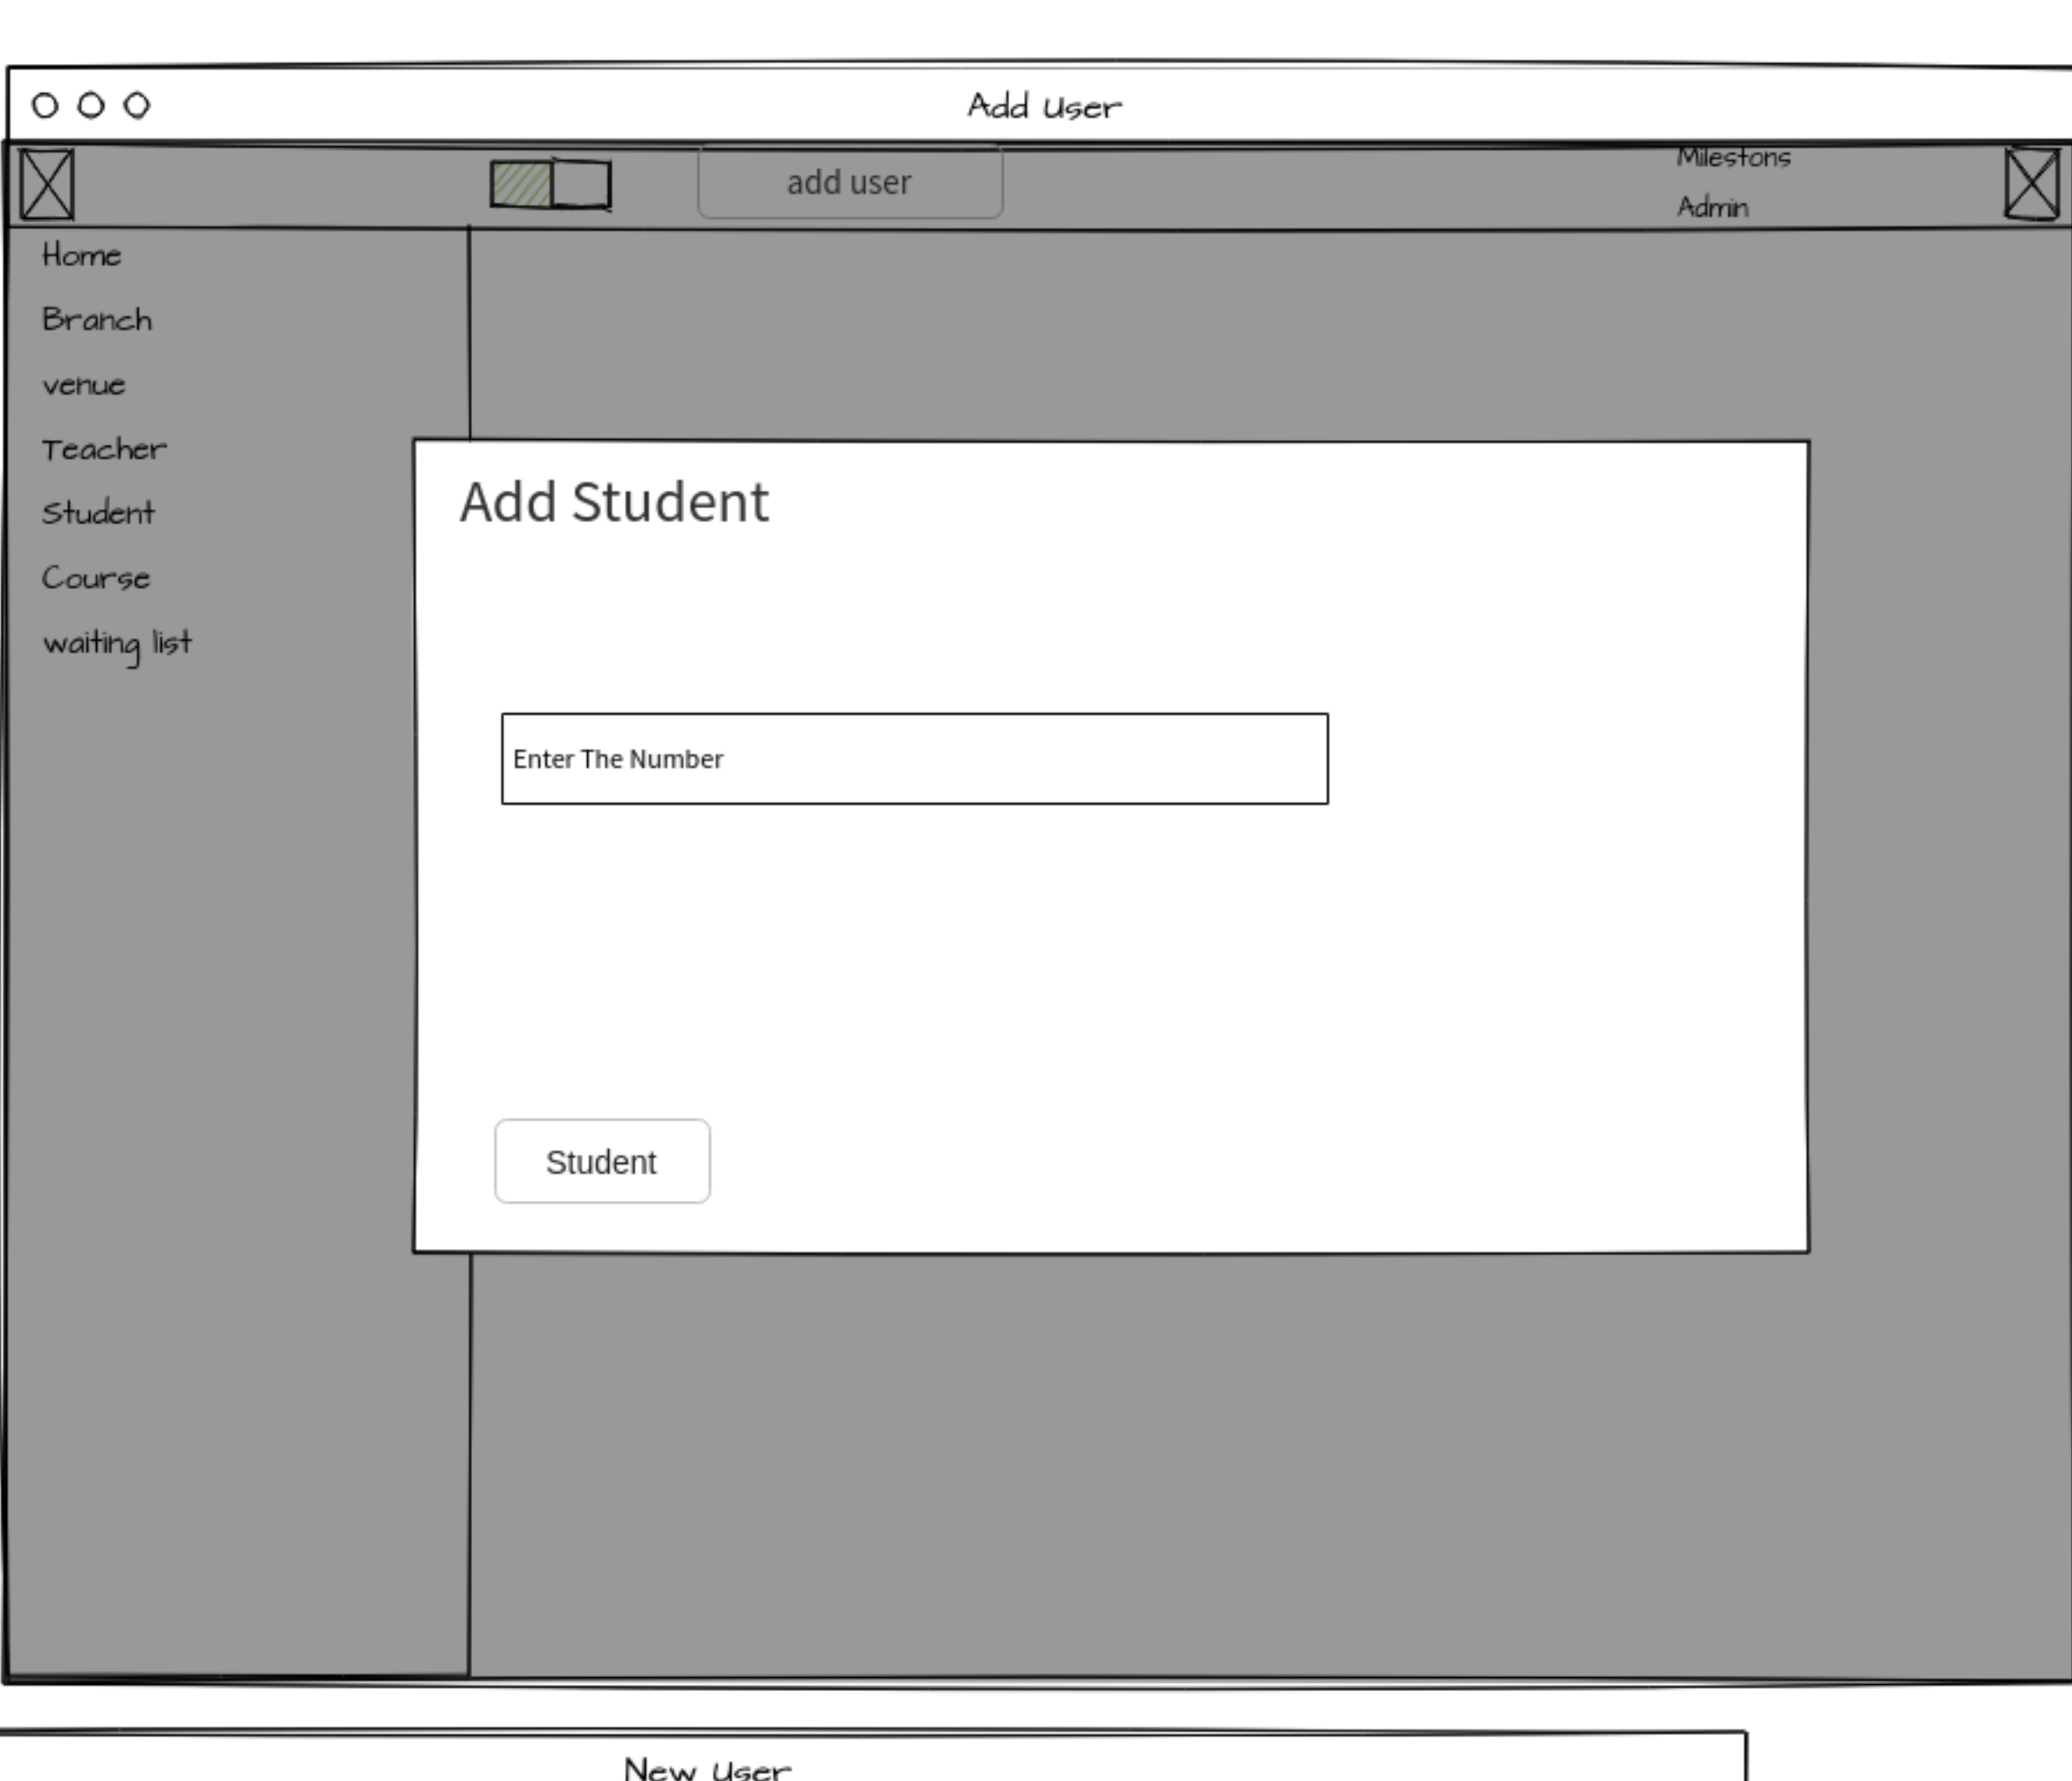 Add User
add user
Milestons
Admin
Home
Branch
venue
Teacher
Student
Course
waiting list
Add Student
Enter The Number
Student
New User